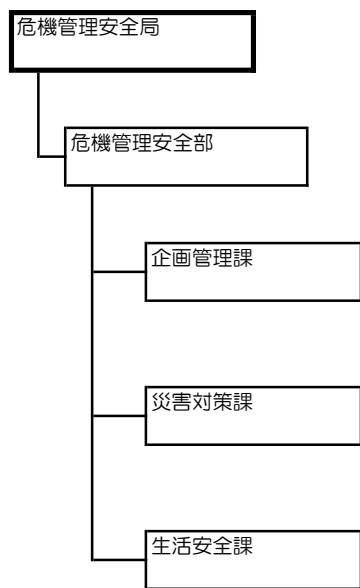 危機管理安全局
危機管理安全部
企画管理課
災害対策課
生活安全課